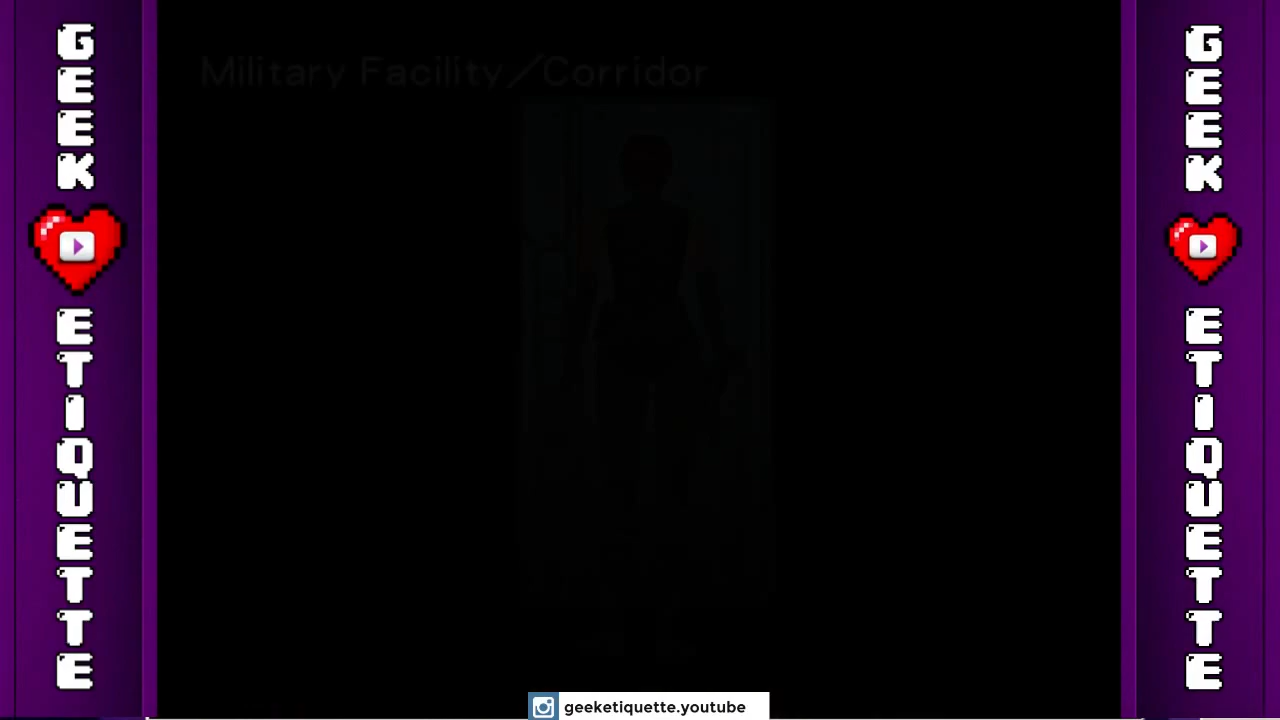 Military Facility/Corridor
GEEK
ETIQUETTE
GEEK
ETIQUETTE
geeketiquette.youtube